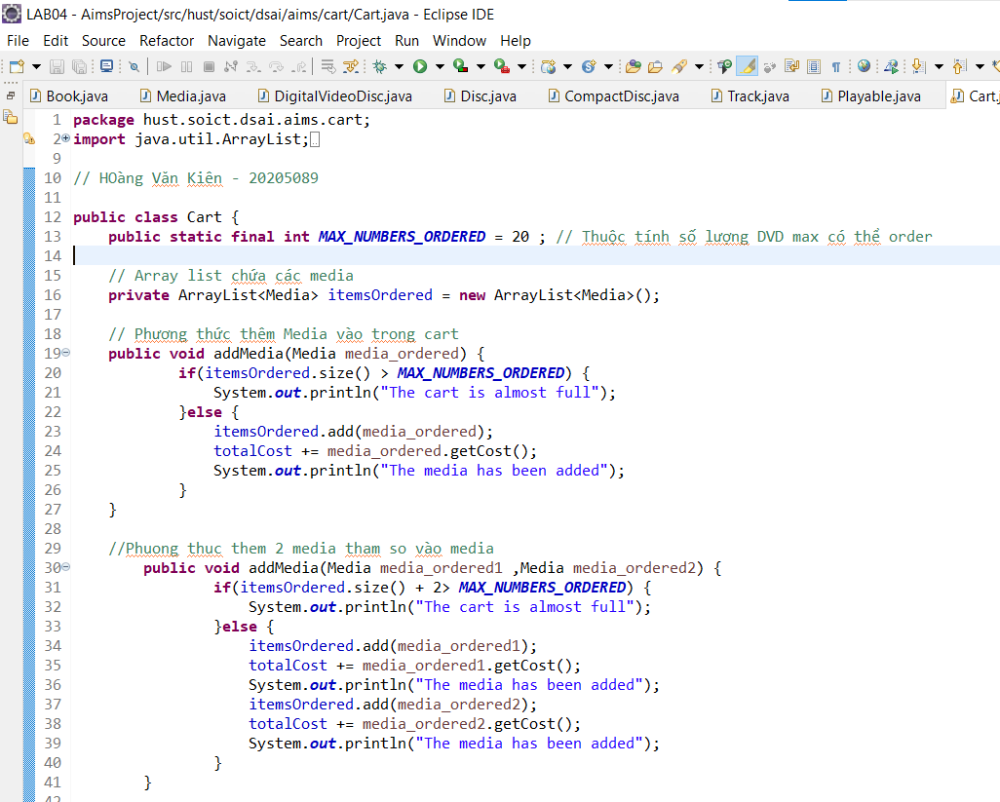 LAB04 - AimsProject/src/hust/soict/dsai/aims/cart/Cart.java - Eclipse IDE
File Edit Source Refactor Navigate Search Project Run Window Help
Book.java Media.java DigitalVideoDisc.java Disc.java CompactDisc.java Track.java Playable.java Cart.j
1 package hust.soict.dsai.aims.cart;
2 import java.util.ArrayList;
9
10 // HOàng Văn Kiên - 20205089
11
12 public class Cart {
13 public static final int MAX_NUMBERS_ORDERED = 20 ; // Thuộc tính số lượng DVD max có thể order
14
15 // Array list chứa các media
16 private ArrayList<Media> itemsOrdered = new ArrayList<Media>();
17
18 // Phương thức thêm Media vào trong cart
19 public void addMedia(Media media_ordered) {
20 if(itemsOrdered.size() > MAX_NUMBERS_ORDERED) {
21 System.out.println("The cart is almost full");
22 }else {
23 itemsOrdered.add(media_ordered);
24 totalCost += media_ordered.getCost();
25 System.out.println("The media has been added");
26 }
27 }
28
29 //Phuong thuc them 2 media tham so vào media
30 public void addMedia(Media media_ordered1 ,Media media_ordered2) {
31 if(itemsOrdered.size() + 2> MAX_NUMBERS_ORDERED) {
32 System.out.println("The cart is almost full");
33 }else {
34 itemsOrdered.add(media_ordered1);
35 totalCost += media_ordered1.getCost();
36 System.out.println("The media has been added");
37 itemsOrdered.add(media_ordered2);
38 totalCost += media_ordered2.getCost();
39 System.out.println("The media has been added");
40 }
41 }